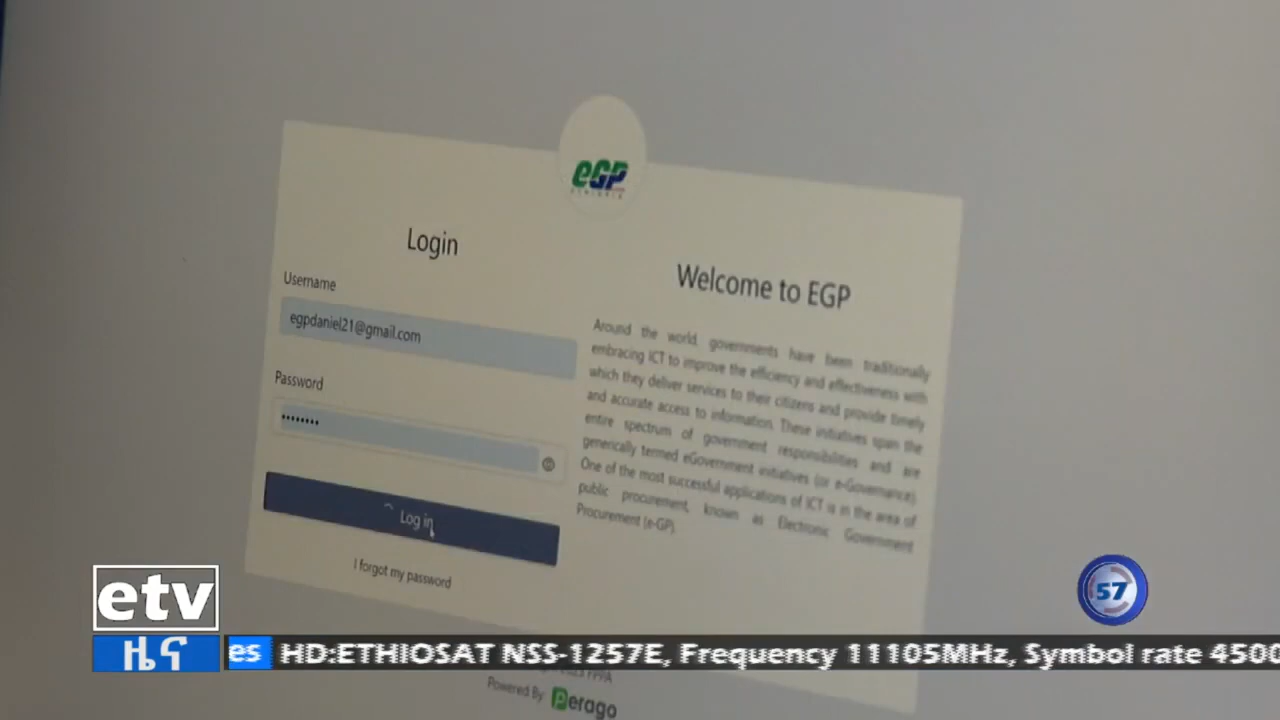 eGP
ETHIOPIA
Login
Username
egpdaniel21@gmail.com
Password
Log in
I forgot my password
Welcome to EGP
Around the world, governments have been traditionally
embracing ICT to improve the efficiency and effectiveness with
which they deliver services to their citizens and provide timely
and accurate access to information. These initiatives span the
entire spectrum of government responsibilities and are
generically termed eGovernment initiatives (or e-Governance).
One of the most successful applications of ICT is in the area of
public procurement, known as Electronic Government
Procurement (e-GP).
57
etv
ዜና
es HD:ETHIOSAT NSS-1257E, Frequency 11105MHz, Symbol rate 4500
Powered By Perago